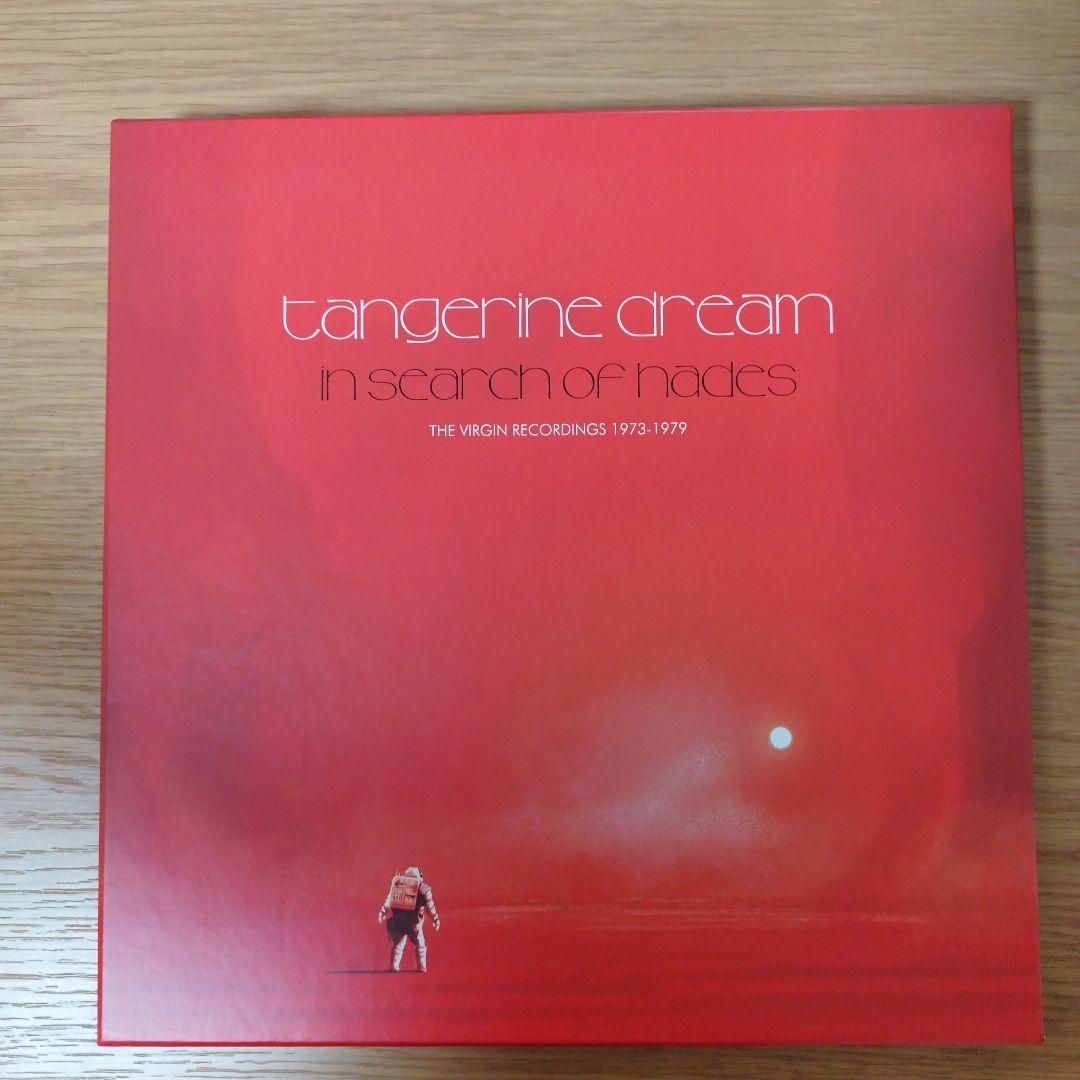 tangerine dream
in search of hades
THE VIRGIN RECORDINGS 1973-1979